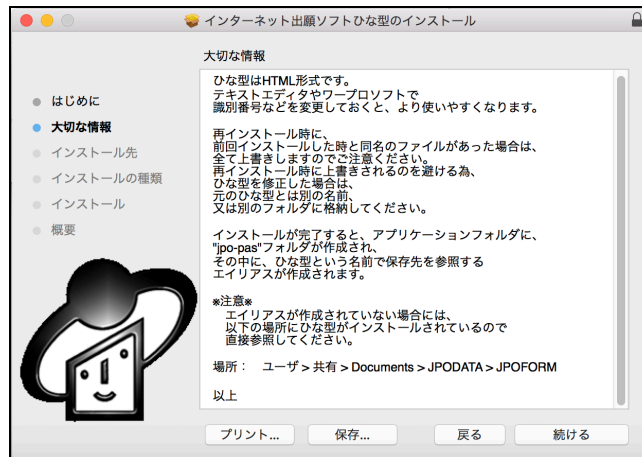 インターネット出願ソフトひな型のインストール
大切な情報
はじめに
大切な情報
インストール先
インストールの種類
インストール
概要
ひな型はHTML形式です。
テキストエディタやワープロソフトで
識別番号などを変更しておくと、より使いやすくなります。
再インストール時に、
前回インストールした時と同名のファイルがあった場合は、
全て上書きしますのでご注意ください。
再インストール時に上書きされるのを避ける為、
ひな型を修正した場合は、
元のひな型とは別の名前、
又は別のフォルダに格納してください。
インストールが完了すると、アプリケーションフォルダに、
"jpo-pas"フォルダが作成され、
その中に、ひな型という名前で保存先を参照する
エイリアスが作成されます。
※注意※
エイリアスが作成されていない場合には、
以下の場所にひな型がインストールされているので
直接参照してください。
場所： ユーザ > 共有 > Documents > JPODATA > JPOFORM
以上
プリント... 保存... 戻る 続ける